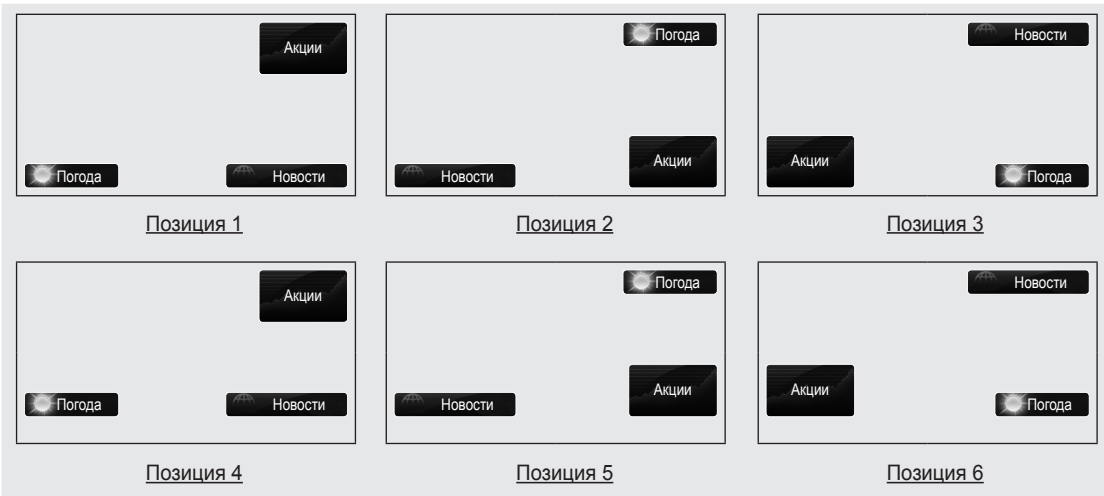 Акции
Погода
Новости
Позиция 1
Погода
Акции
Новости
Позиция 2
Новости
Акции
Погода
Позиция 3
Акции
Погода
Новости
Позиция 4
Погода
Акции
Новости
Позиция 5
Новости
Акции
Погода
Позиция 6